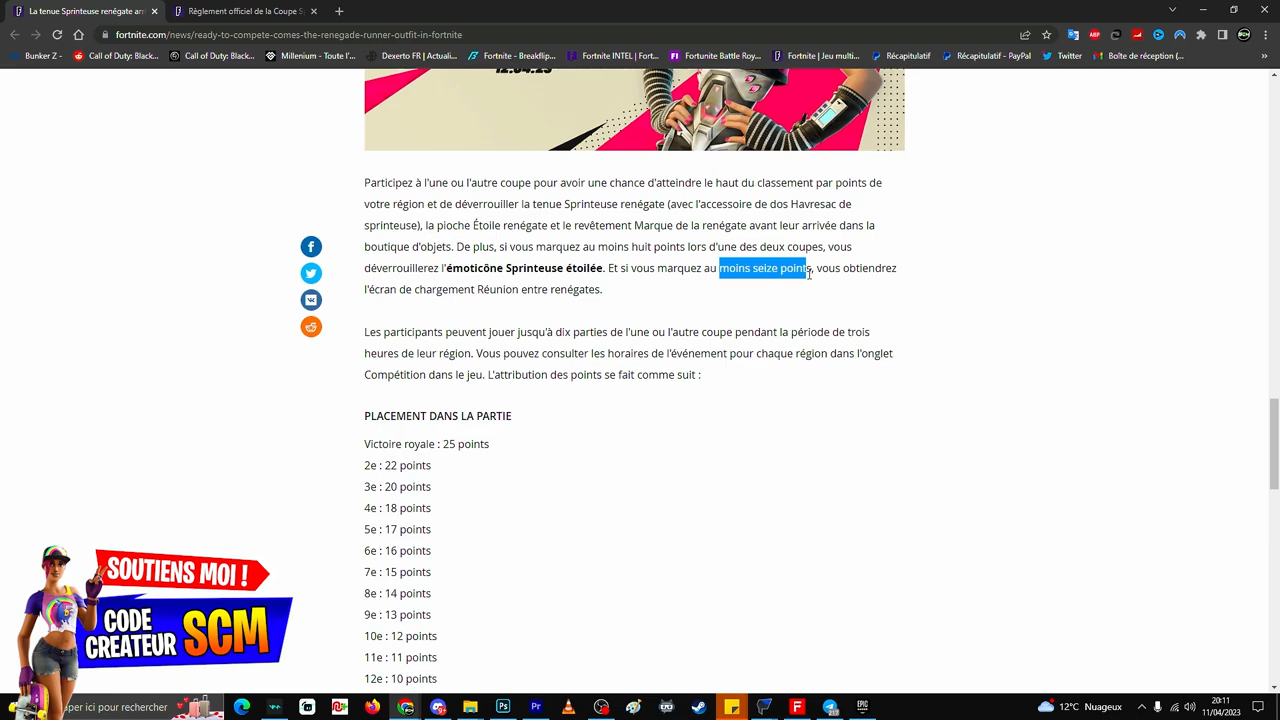 La tenue Sprinteuse renégate arr
Règlement officiel de la Coupe Sp
fortnite.com/news/ready-to-compete-comes-the-renegade-runner-outfit-in-fortnite
Bunker Z -
Call of Duty: Black...
Millenium - Toute l'...
Call of Duty: Black...
Dexerto FR | Actuali...
Fortnite - Breakflip...
Fortnite INTEL | Fort...
Fortunite Battle Roy...
Fortnite | Jeu multi...
Récapitulatif
Récapitulatif - PayPal
Twitter
Boîte de réception (...
12.04.23
Participez à l'une ou l'autre coupe pour avoir une chance d'atteindre le haut du classement par points de
votre région et de déverrouiller la tenue Sprinteuse renégate (avec l'accessoire de dos Havresac de
sprinteuse), la pioche Étoile renégate et le revêtement Marque de la renégate avant leur arrivée dans la
boutique d'objets. De plus, si vous marquez au moins huit points lors d'une des deux coupes, vous
déverrouillerez l'émoticône Sprinteuse étoilée. Et si vous marquez au moins seize points, vous obtiendrez
l'écran de chargement Réunion entre renégates.
Les participants peuvent jouer jusqu'à dix parties de l'une ou l'autre coupe pendant la période de trois
heures de leur région. Vous pouvez consulter les horaires de l'événement pour chaque région dans l'onglet
Compétition dans le jeu. L'attribution des points se fait comme suit :
PLACEMENT DANS LA PARTIE
Victoire royale : 25 points
2e : 22 points
3e : 20 points
4e : 18 points
5e : 17 points
6e : 16 points
7e : 15 points
8e : 14 points
9e : 13 points
10e : 12 points
11e : 11 points
12e : 10 points
SOUTIENS MOI !
CODE
CREATEUR SCM
per ici pour rechercher
12°C Nuageux
20:11
11/04/2023